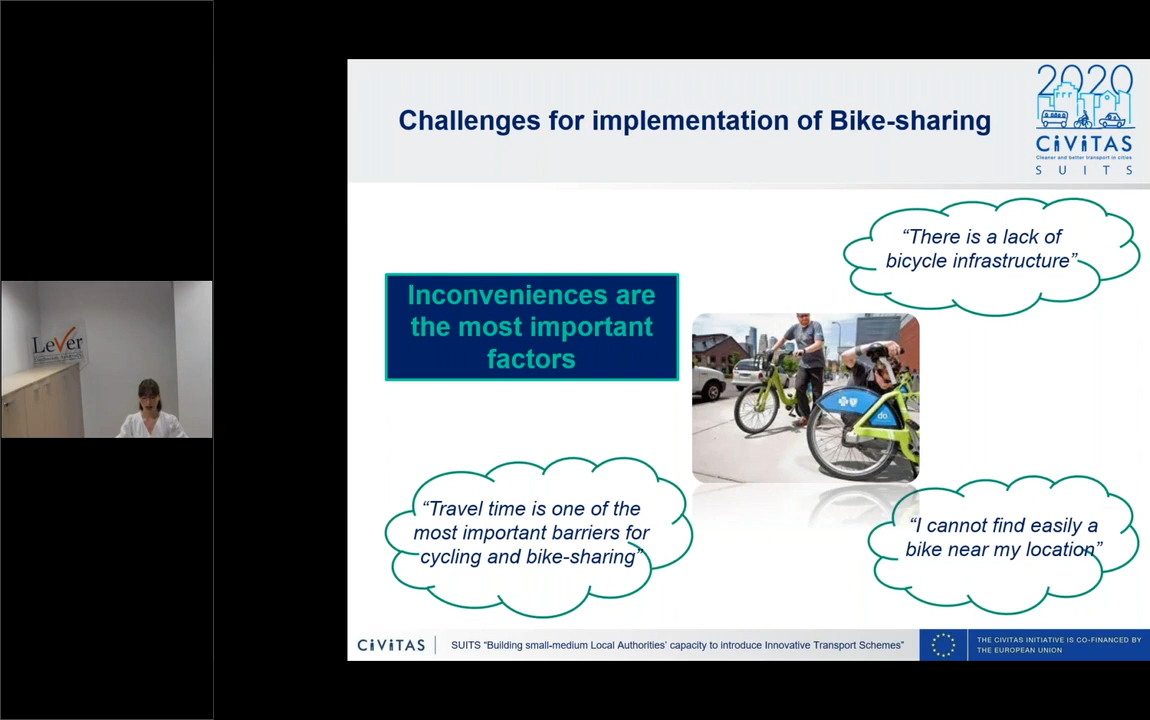 Challenges for implementation of Bike-sharing
2020
CiViTAS
Cleaner and better transport in cities
SUITS
“There is a lack of
bicycle infrastructure”
Inconveniences are
the most important
factors
LeVer
do
“Travel time is one of the
most important barriers for
cycling and bike-sharing”
“I cannot find easily a
bike near my location”
CiViTAS
SUITS “Building small-medium Local Authorities’ capacity to introduce Innovative Transport Schemes”
THE CIVITAS INITIATIVE IS CO-FINANCED BY
THE EUROPEAN UNION